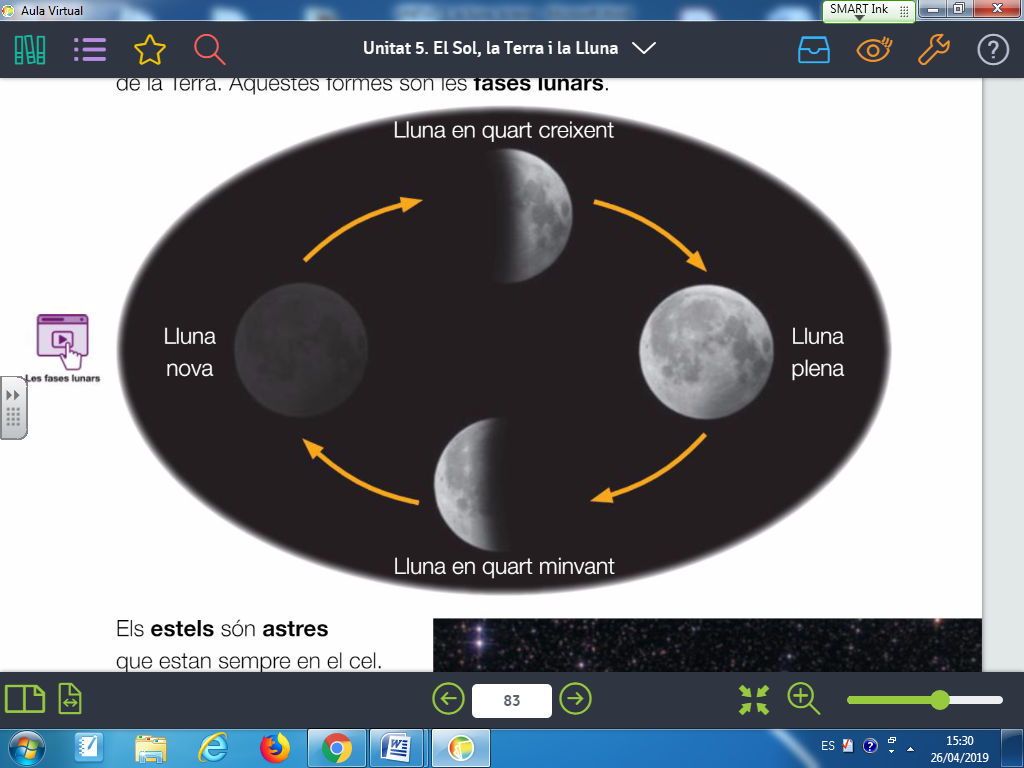 Aula Virtual
SMART Ink
Unitat 5. El Sol, la Terra i la Lluna
de la Terra. Aquestes formes són les fases lunars.
Lluna en quart creixent
Lluna
nova
Lluna
plena
Les fases lunars
Lluna en quart minvant
Els estels són astres
que estan sempre en el cel.
83
ES
15:30
26/04/2019